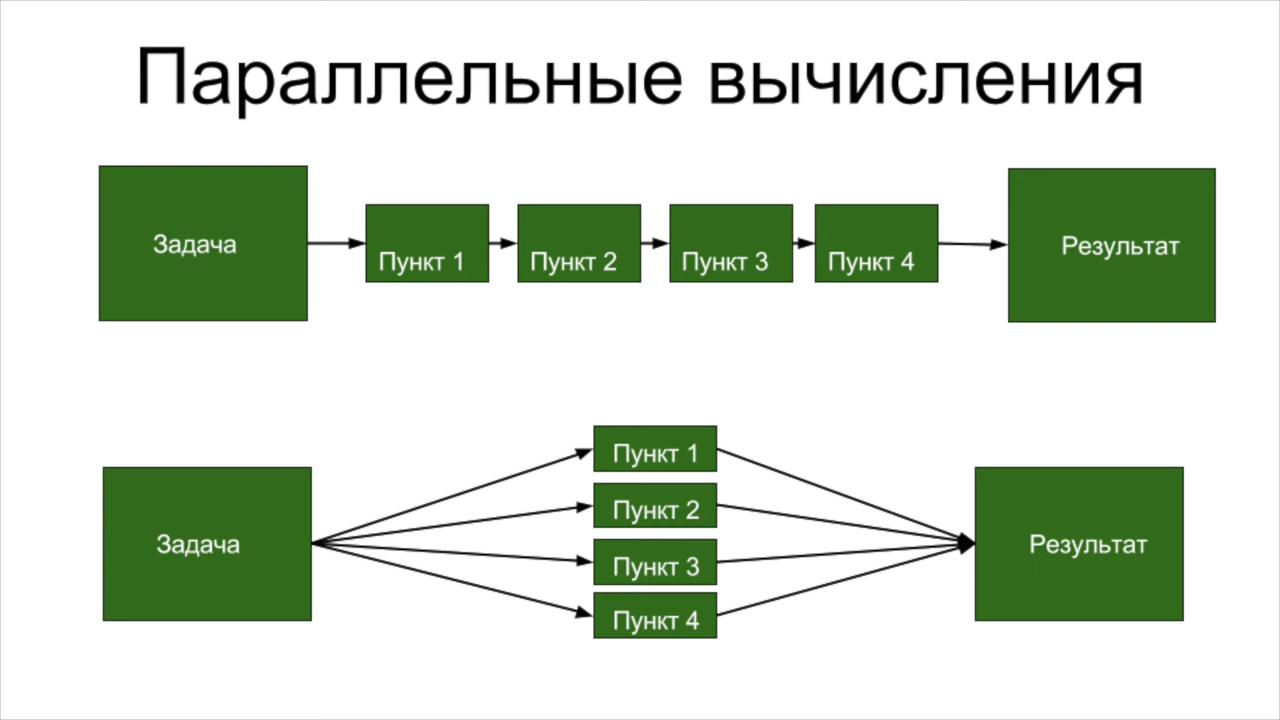 Параллельные вычисления
Задача
Пункт 1
Пункт 2
Пункт 3
Пункт 4
Результат
Задача
Пункт 1
Пункт 2
Пункт 3
Пункт 4
Результат